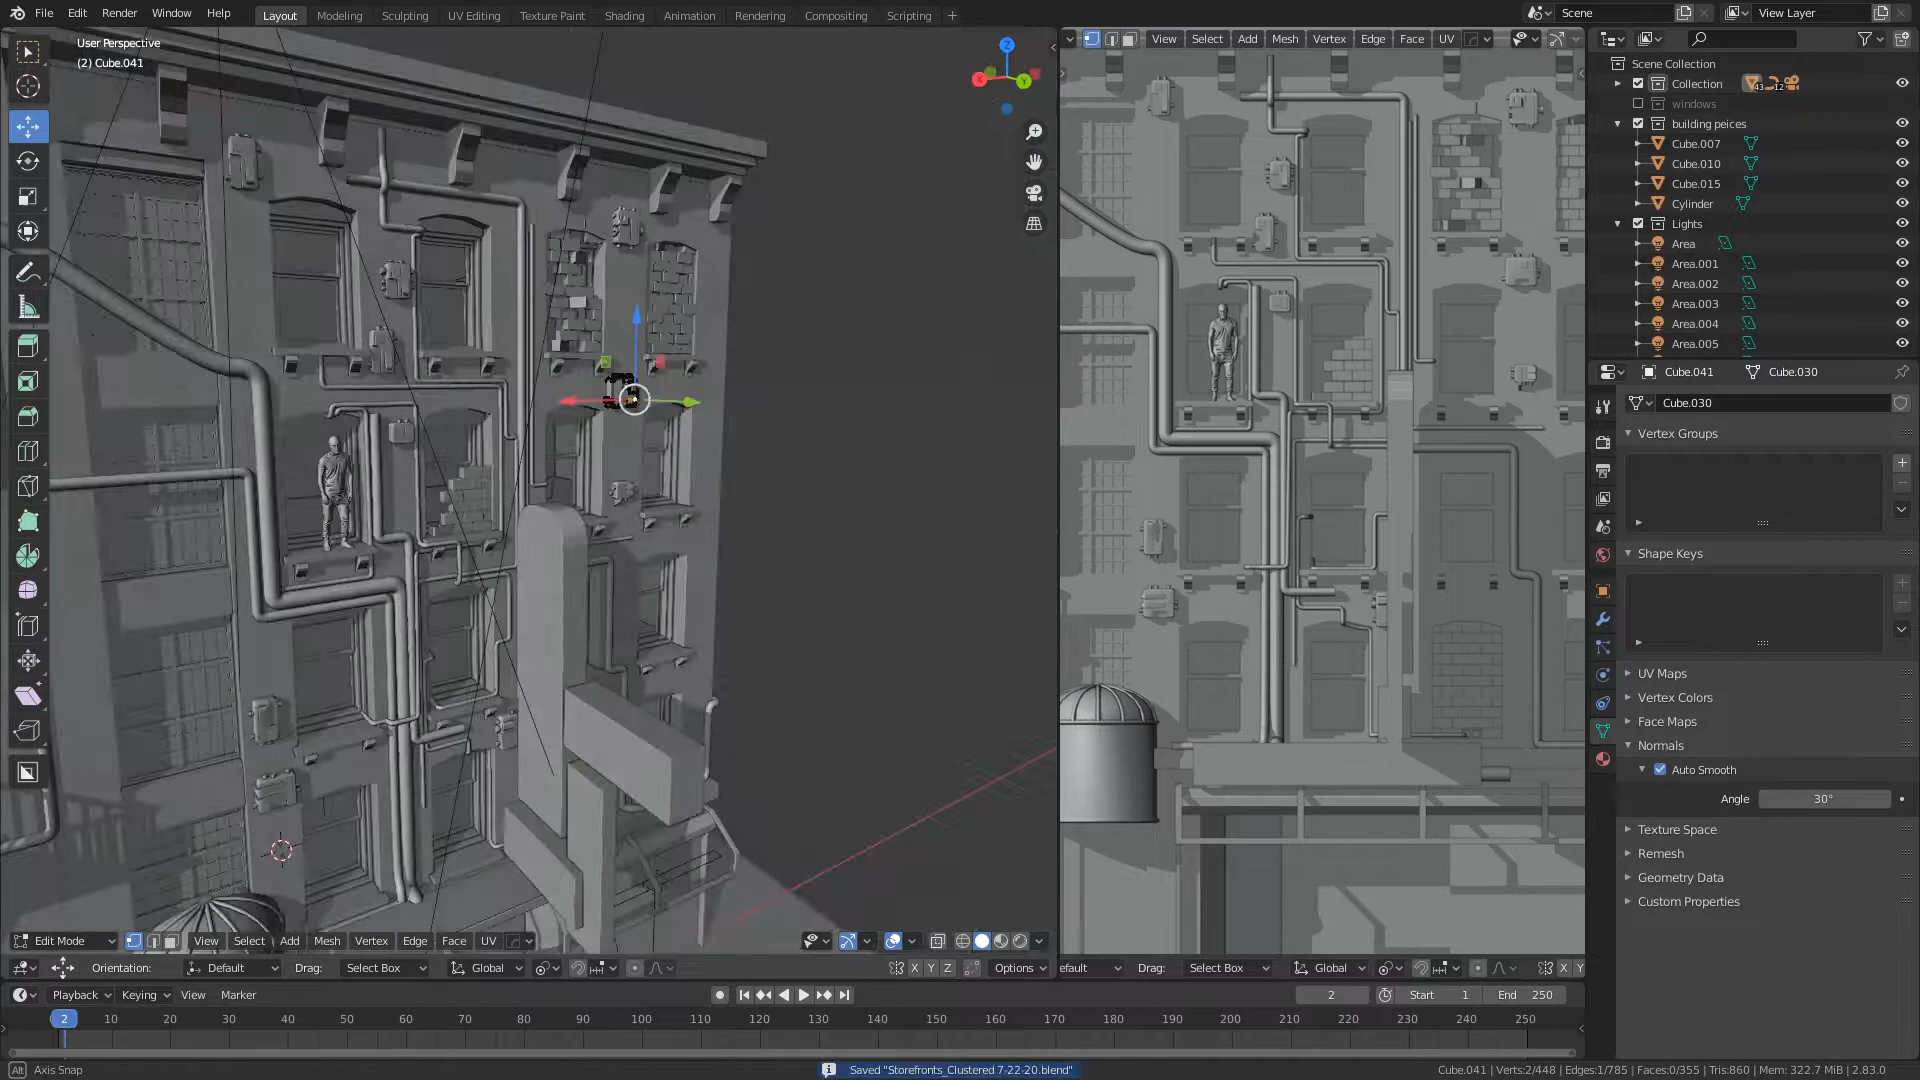 File Edit Render Window Help
Layout Modeling Sculpting UV Editing Texture Paint Shading Animation Rendering Compositing Scripting +
Scene
View Layer
User Perspective
(2) Cube.041
Z
X
Y
View Select Add Mesh Vertex Edge Face UV
Scene Collection
Collection 43 12
windows
building peices
Cube.007
Cube.010
Cube.015
Cylinder
Lights
Area
Area.001
Area.002
Area.003
Area.004
Area.005
Cube.041 Cube.030
Cube.030
Vertex Groups
Shape Keys
UV Maps
Vertex Colors
Face Maps
Normals
Auto Smooth
Angle 30°
Texture Space
Remesh
Geometry Data
Custom Properties
Edit Mode View Select Add Mesh Vertex Edge Face UV
Orientation: Default Drag: Select Box Global X Y Z Options
efault Drag: Select Box Global X Y
Playback Keying View Marker
2 Start 1 End 250
2 10 20 30 40 50 60 70 80 90 100 110 120 130 140 150 160 170 180 190 200 210 220 230 240 250
Alt Axis Snap
Saved "Storefronts_Clustered 7-22-20.blend"
Cube.041 | Verts:2/448 | Edges:1/785 | Faces:0/355 | Tris:860 | Mem: 322.7 MiB | 2.83.0